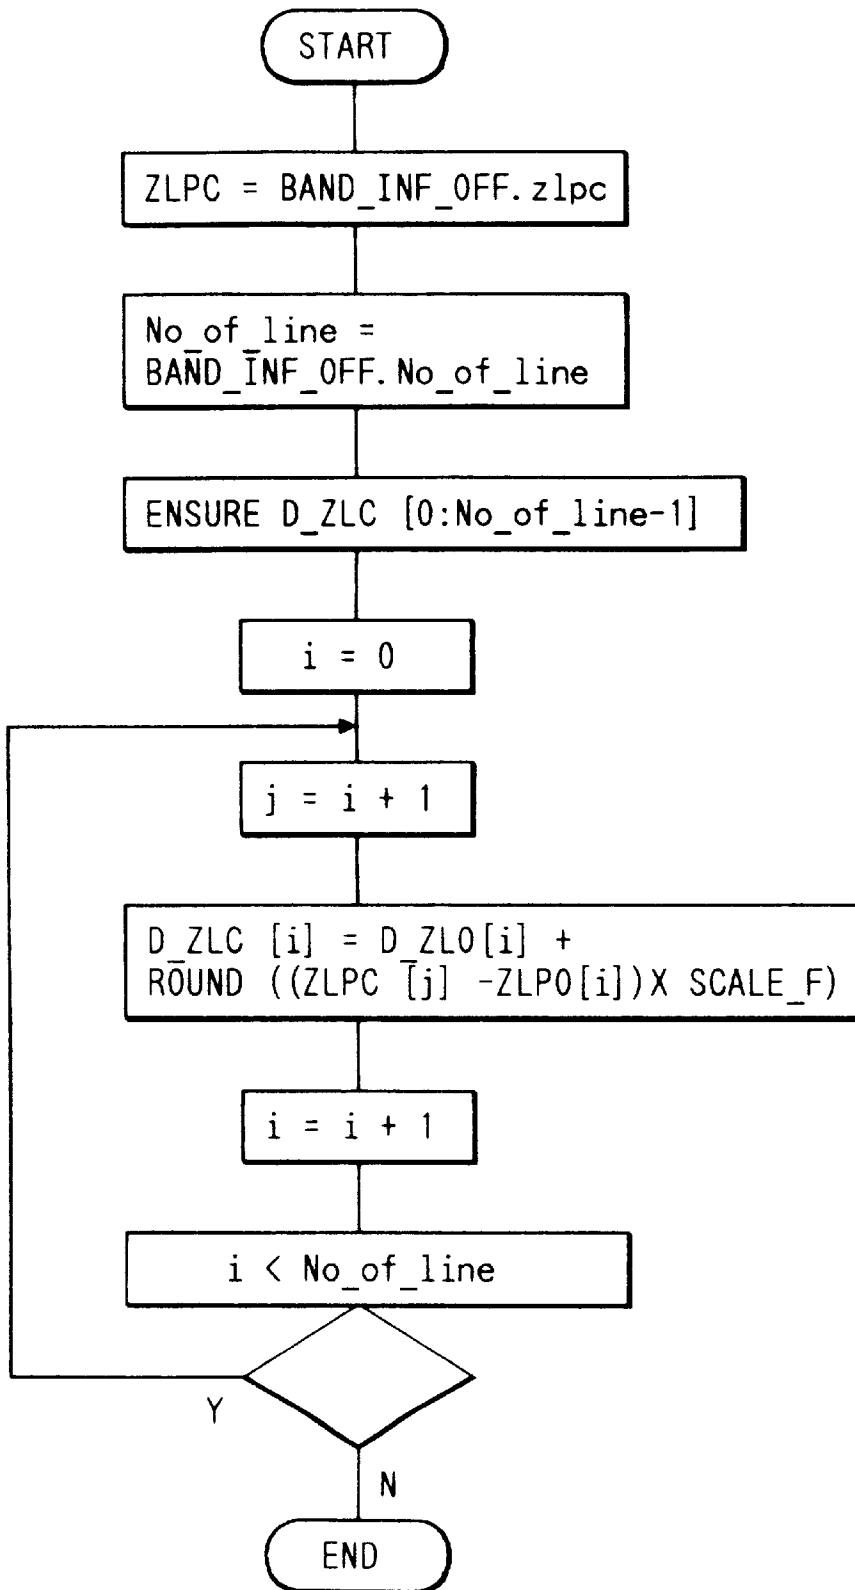 START
ZLPC = BAND_INF_OFF.zlpc
No_of_line =
BAND_INF_OFF.No_of_line
ENSURE D_ZLC [0:No_of_line-1]
i = 0
j = i + 1
D_ZLC [i] = D_ZLO[i] +
ROUND ((ZLPC [j] -ZLPO[i])X SCALE_F)
i = i + 1
i < No_of_line
Y
N
END